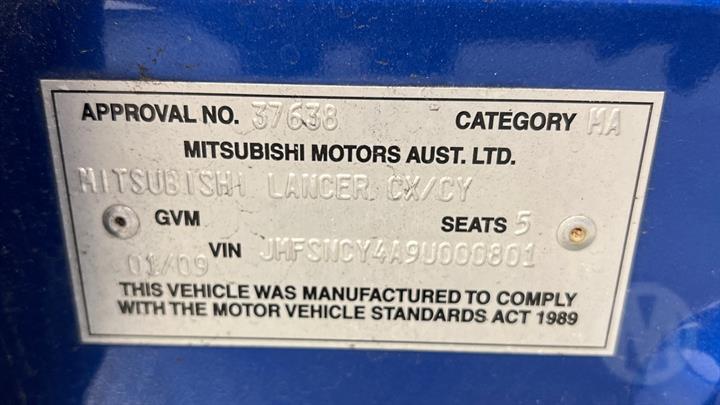 APPROVAL NO. 37638 CATEGORY MA
MITSUBISHI MOTORS AUST. LTD.
MITSUBISHI LANCER CX/CY
GVM SEATS 5
VIN JMFSNCY4A9U000801
01/09
THIS VEHICLE WAS MANUFACTURED TO COMPLY
WITH THE MOTOR VEHICLE STANDARDS ACT 1989